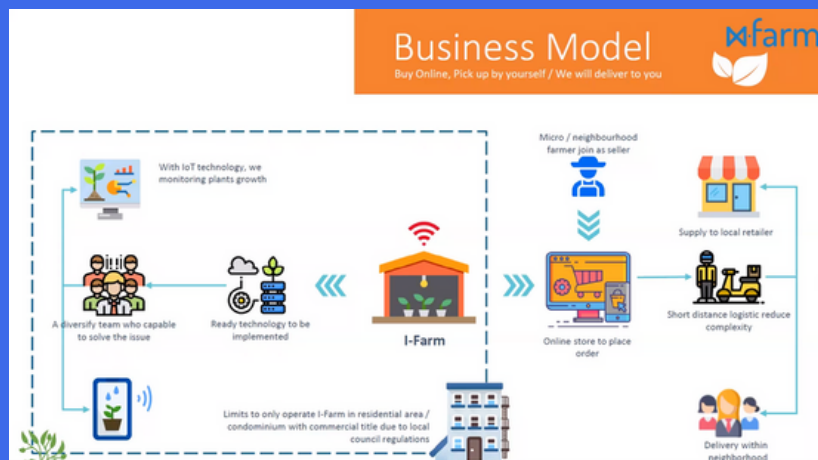 Business Model
Buy Online, Pick up by yourself / We will deliver to you
farm
With IoT technology, we
monitoring plants growth
A diversify team who capable
to solve the issue
Ready technology to be
implemented
I-Farm
Limits to only operate I-Farm in residential area /
condominium with commercial title due to local
council regulations
Micro / neighbourhood
farmer join as seller
Online store to place
order
Supply to local retailer
Short distance logistic reduce
complexity
Delivery within
neighborhood